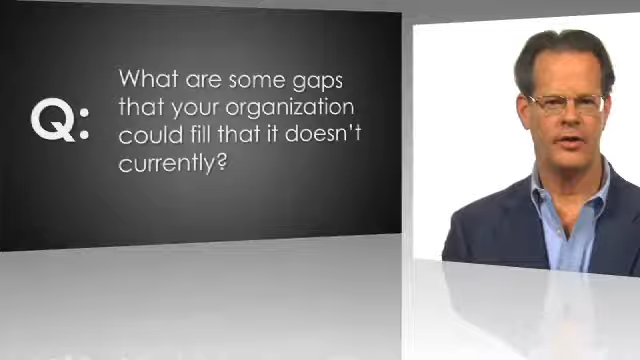 Q:
What are some gaps
that your organization
could fill that it doesn't
currently?